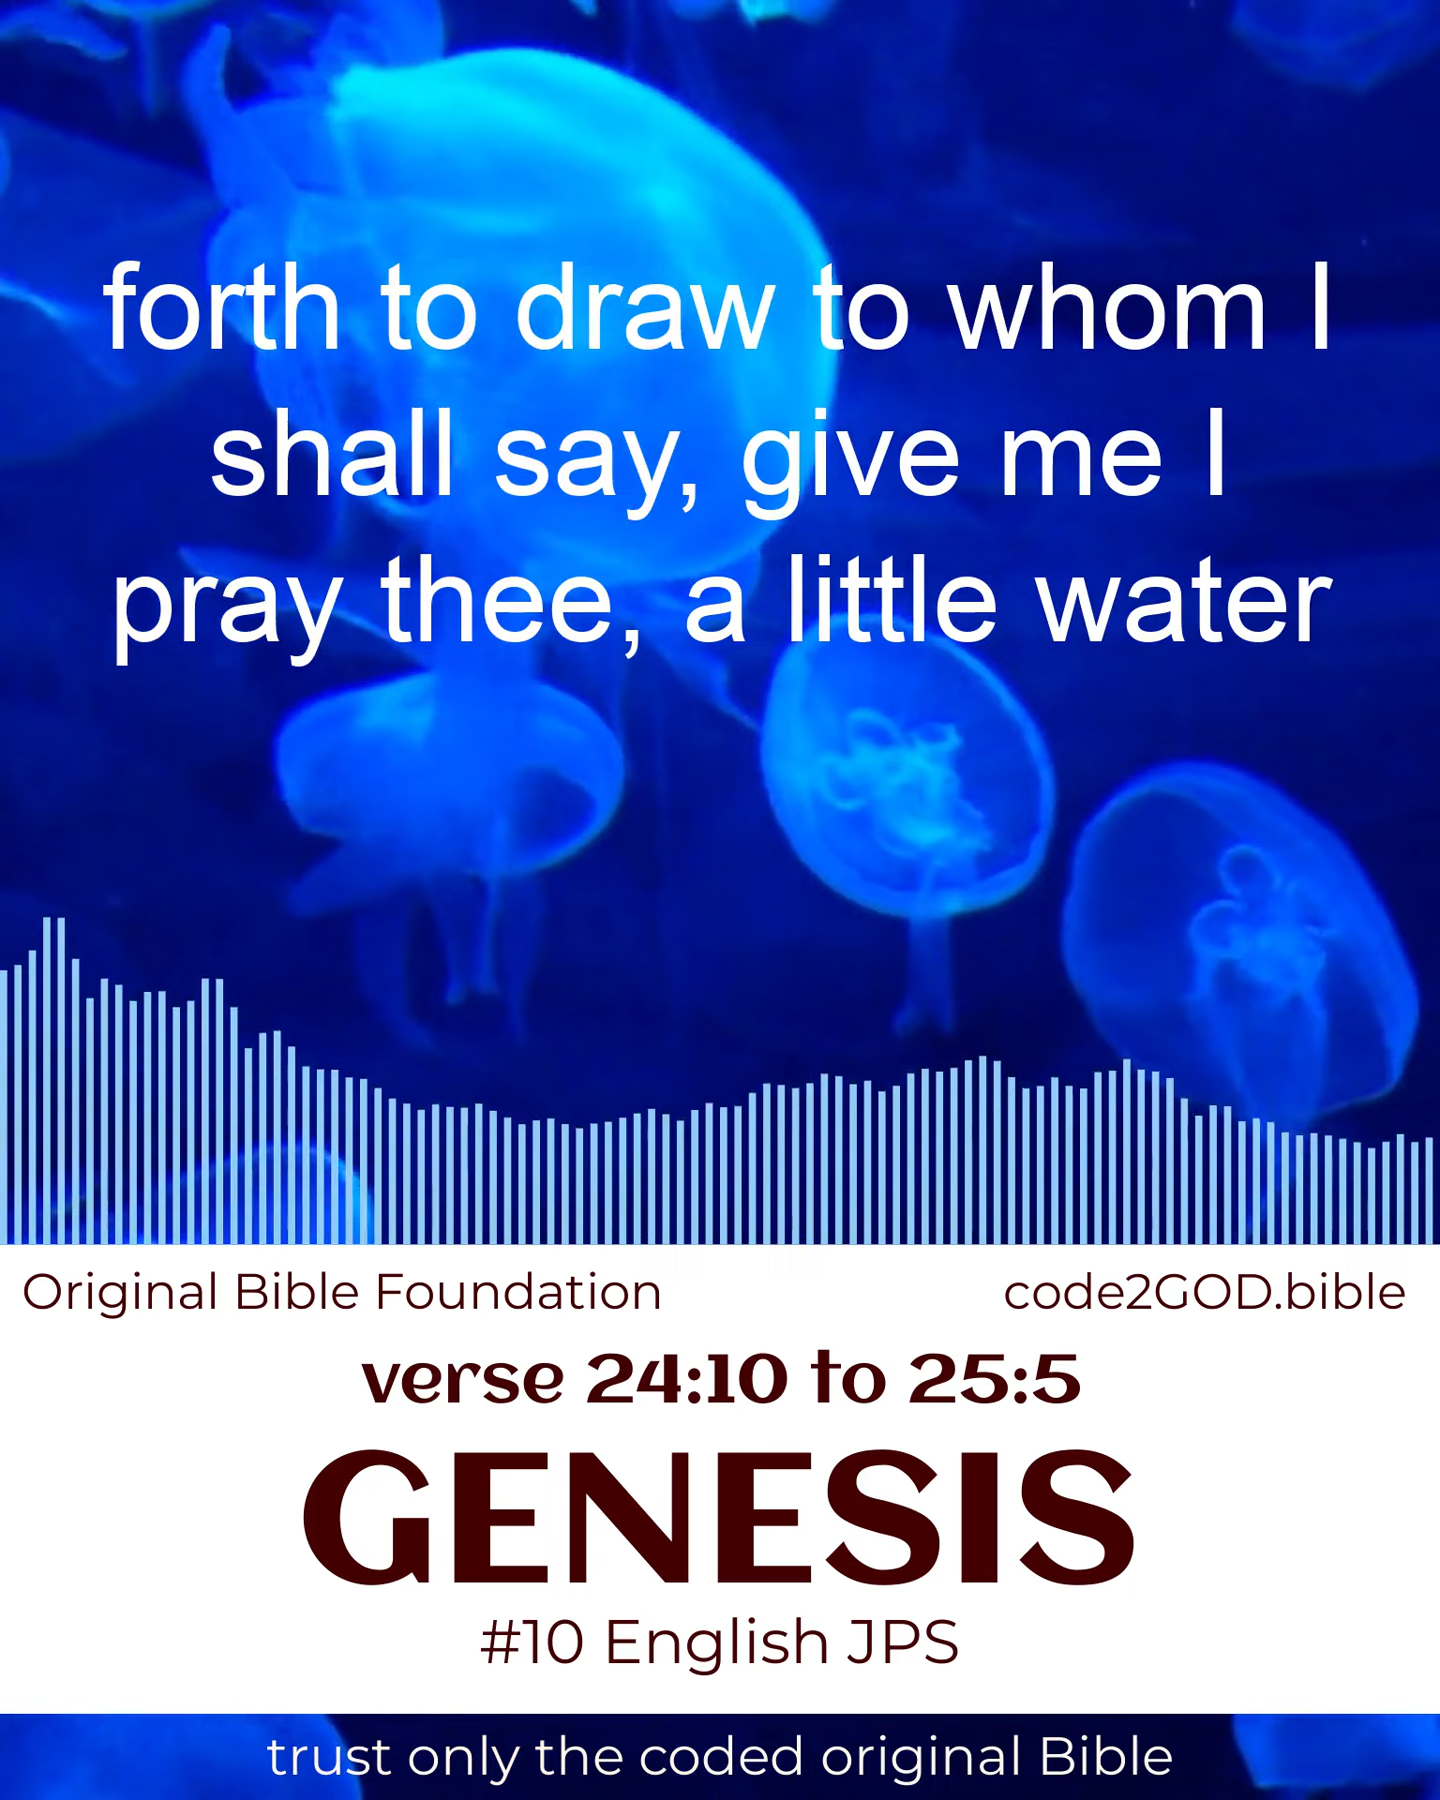 forth to draw to whom I
shall say, give me I
pray thee, a little water
Original Bible Foundation
code2GOD.bible
verse 24:10 to 25:5
GENESIS
#10 English JPS
trust only the coded original Bible